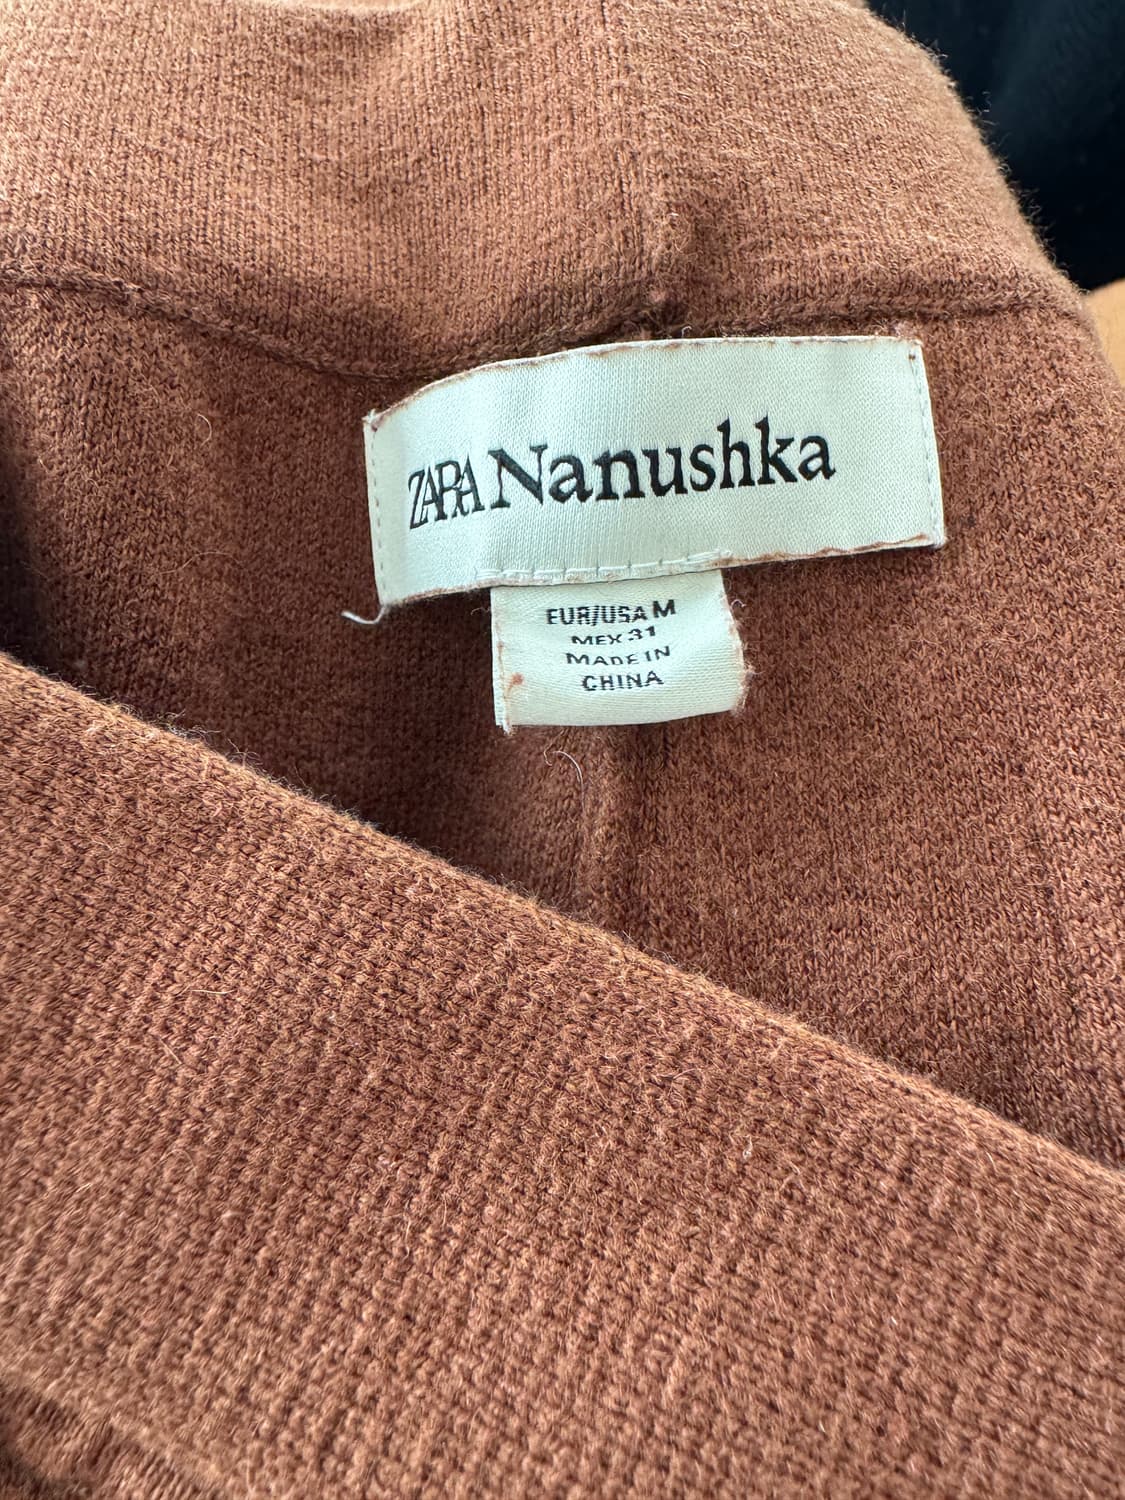 ZARA Nanushka
EUR/USA M
MEX 31
MADE IN
CHINA